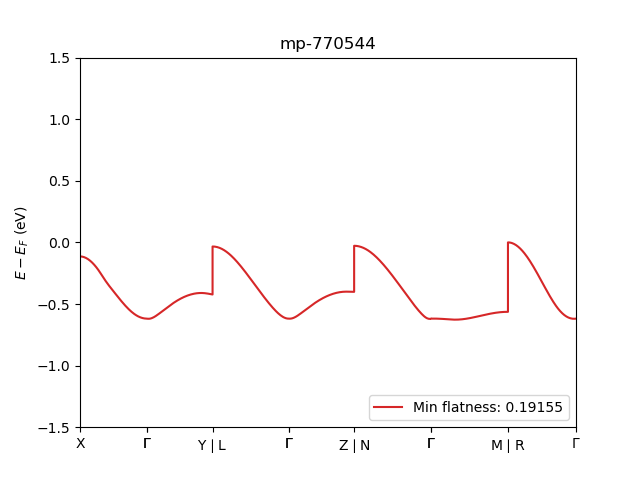 mp-770544
1.5
1.0
0.5
0.0
−0.5
−1.0
−1.5
E − E_F (eV)
Min flatness: 0.19155
X Γ Y | L Γ Z | N Γ M | R Γ